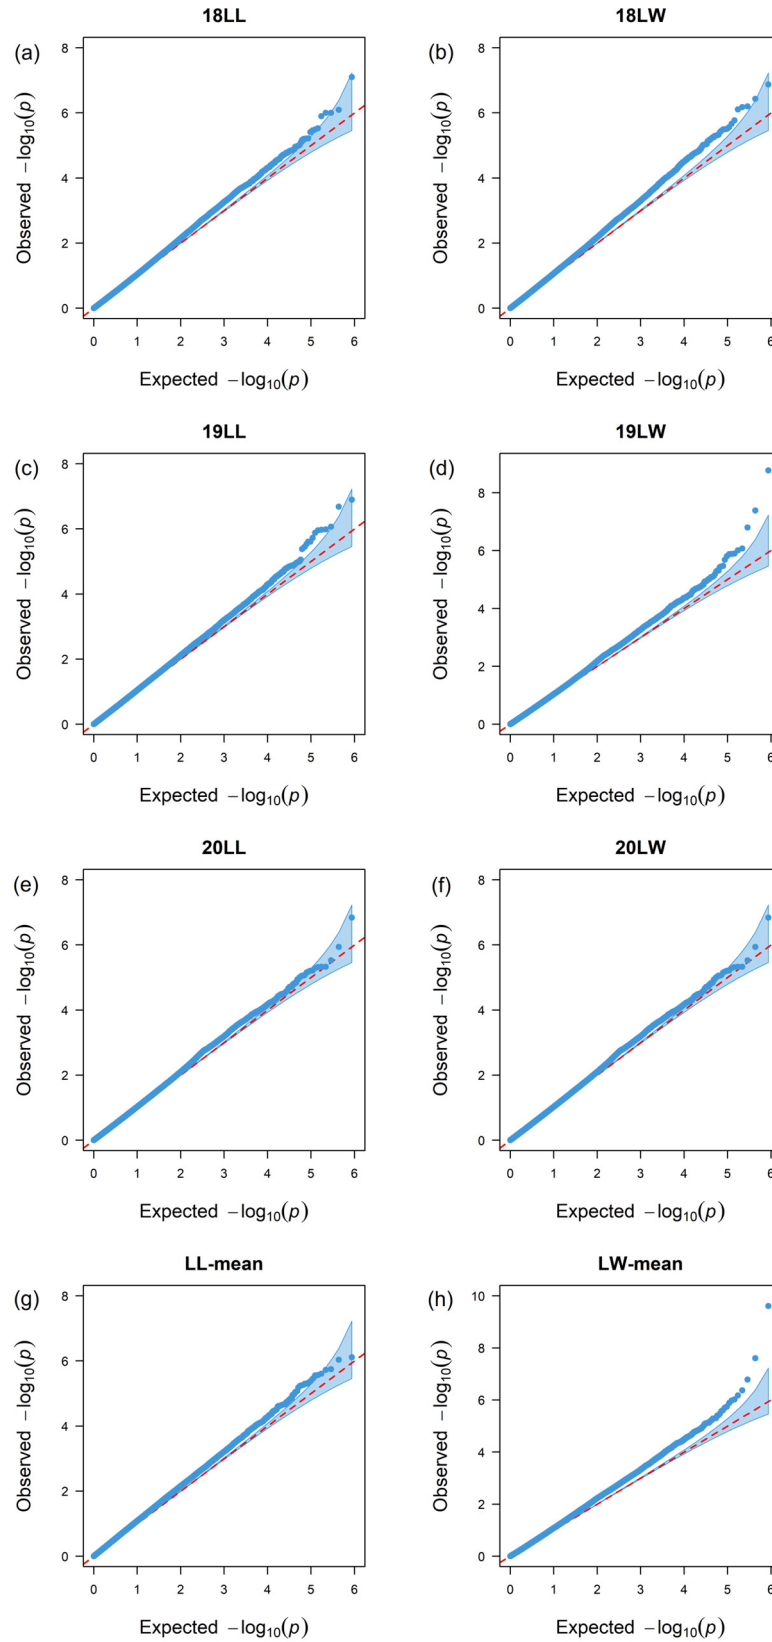 18LL
(a)
8
6
4
2
0
Observed −log10(p)
0 1 2 3 4 5 6
Expected −log10(p)
18LW
(b)
8
6
4
2
0
Observed −log10(p)
0 1 2 3 4 5 6
Expected −log10(p)
19LL
(c)
8
6
4
2
0
Observed −log10(p)
0 1 2 3 4 5 6
Expected −log10(p)
19LW
(d)
8
6
4
2
0
Observed −log10(p)
0 1 2 3 4 5 6
Expected −log10(p)
20LL
(e)
8
6
4
2
0
Observed −log10(p)
0 1 2 3 4 5 6
Expected −log10(p)
20LW
(f)
8
6
4
2
0
Observed −log10(p)
0 1 2 3 4 5 6
Expected −log10(p)
LL-mean
(g)
8
6
4
2
0
Observed −log10(p)
0 1 2 3 4 5 6
Expected −log10(p)
LW-mean
(h)
10
8
6
4
2
0
Observed −log10(p)
0 1 2 3 4 5 6
Expected −log10(p)